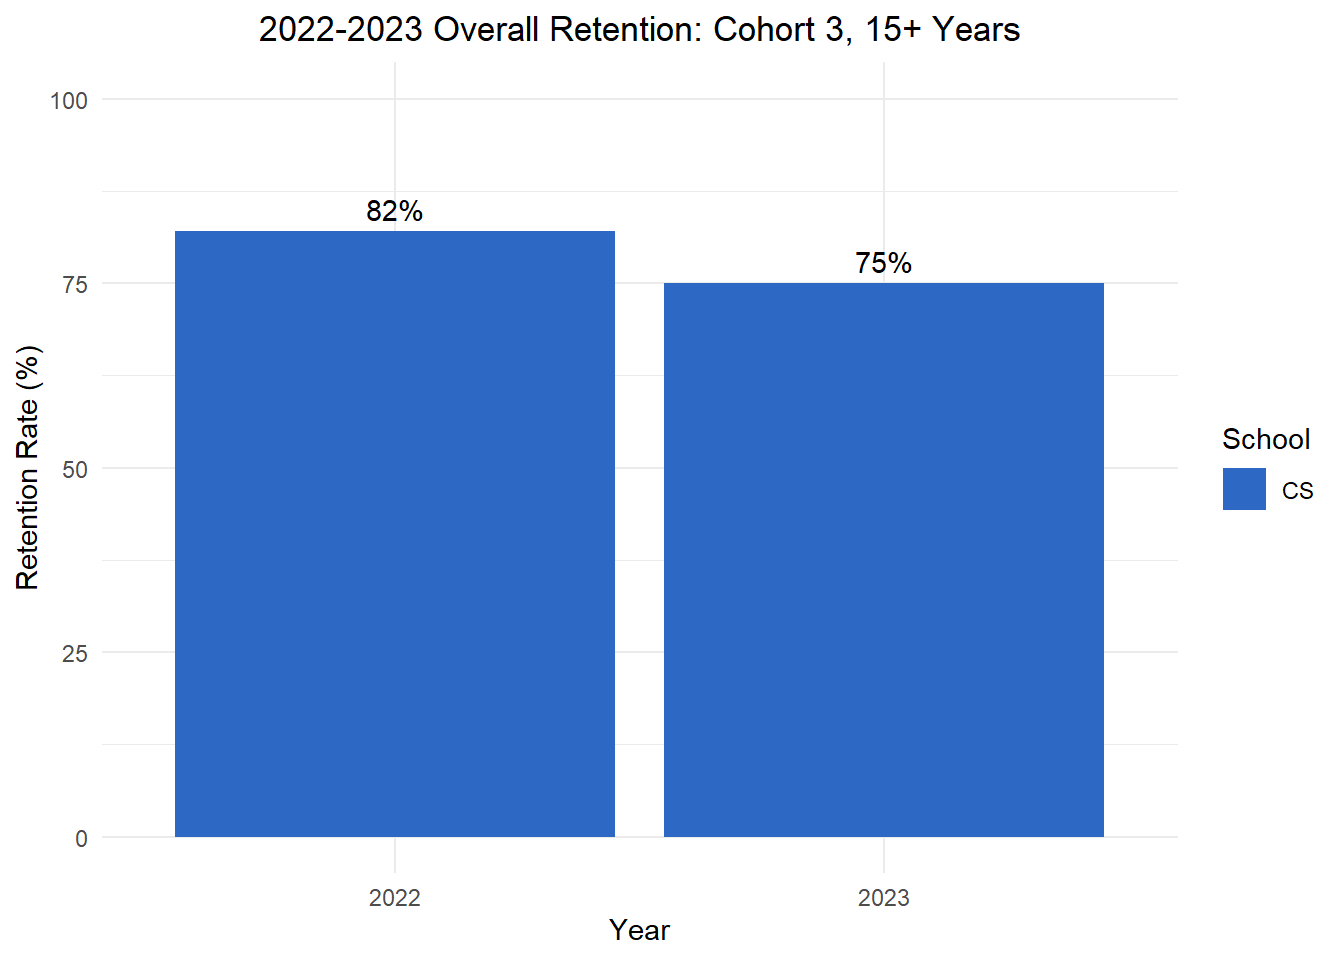 2022-2023 Overall Retention: Cohort 3, 15+ Years
Retention Rate (%)
100
75
50
25
0
82%
75%
2022
2023
Year
School
CS